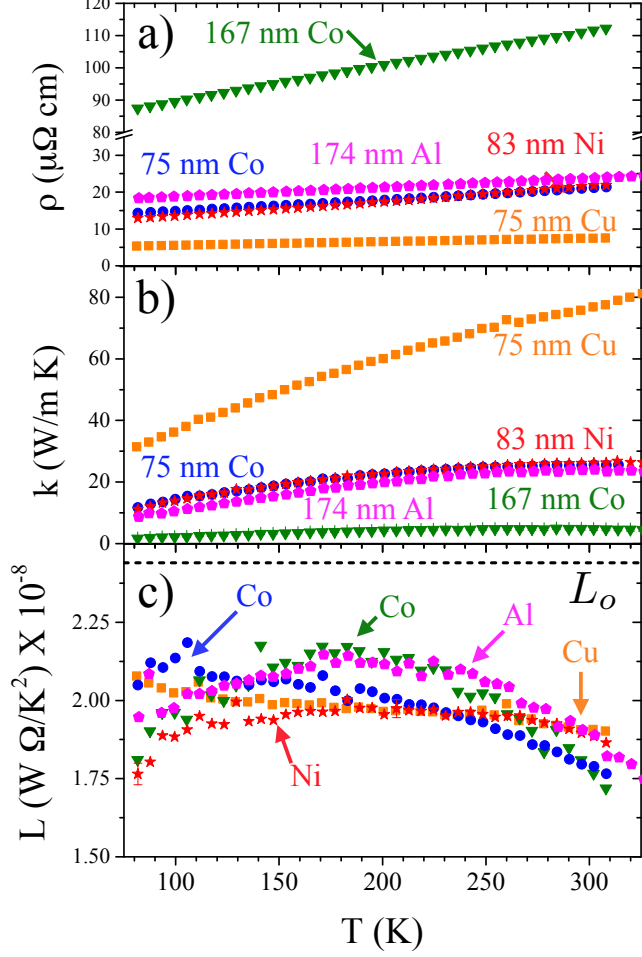 a)
167 nm Co
120
110
100
90
80
30
20
10
0
ρ (μΩ cm)
75 nm Co
174 nm Al
83 nm Ni
75 nm Cu
b)
80
60
40
20
0
k (W/m K)
75 nm Cu
83 nm Ni
75 nm Co
174 nm Al
167 nm Co
c)
L₀
2.25
2.00
1.75
1.50
L (W Ω/K²) X 10⁻⁸
Co
Co
Al
Cu
Ni
100
150
200
250
300
T (K)